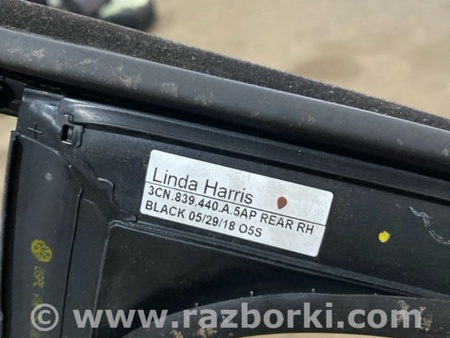 Linda Harris
3CN.839.440.A.5AP REAR RH
BLACK 05/29/18 O5S
© www.razborki.com